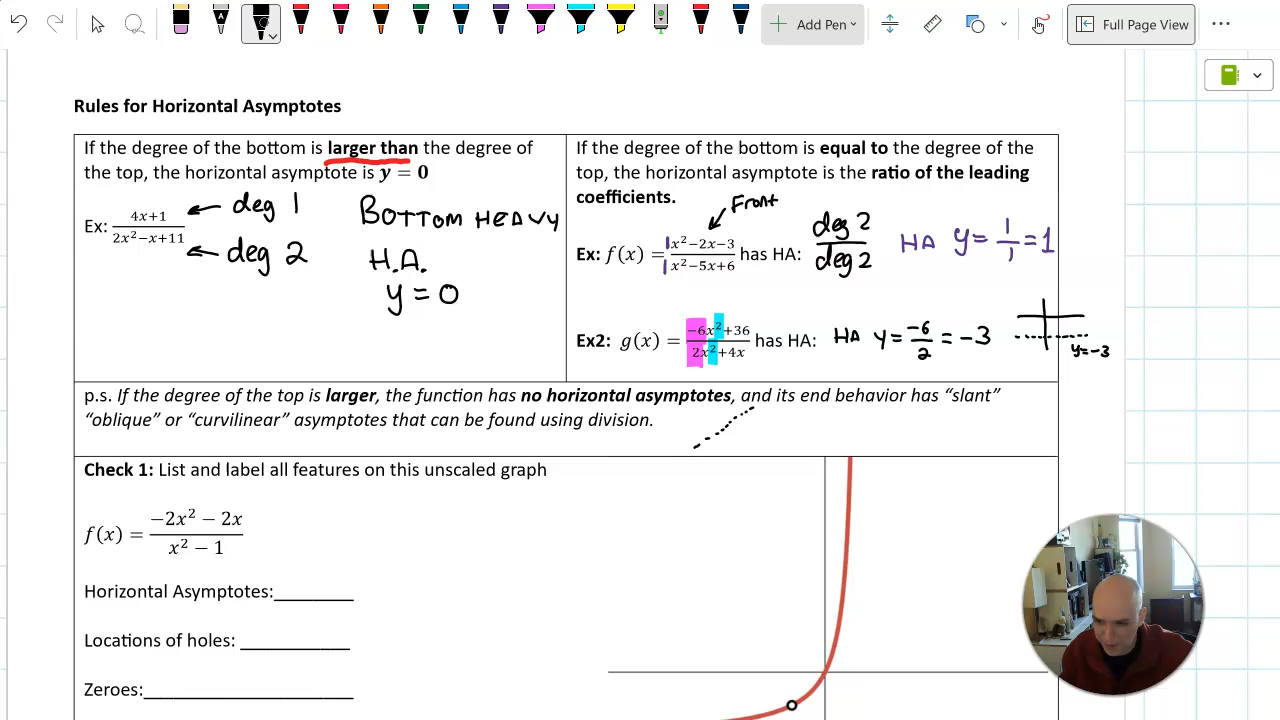 Add Pen
Full Page View
Rules for Horizontal Asymptotes
If the degree of the bottom is larger than the degree of
the top, the horizontal asymptote is y = 0
Ex: 4x+1 / 2x²−x+11
deg 1
deg 2
BOTTOM HEAVY
H.A.
y = 0
If the degree of the bottom is equal to the degree of the
top, the horizontal asymptote is the ratio of the leading
coefficients.
Front
Ex: f(x) = 1x²−2x−3 / 1x²−5x+6 has HA:
deg 2 / deg 2
HA y = 1/1 = 1
Ex2: g(x) = −6x²+36 / 2x²+4x has HA:
HA y = −6/2 = −3
y=−3
p.s. If the degree of the top is larger, the function has no horizontal asymptotes, and its end behavior has “slant”
“oblique” or “curvilinear” asymptotes that can be found using division.
Check 1: List and label all features on this unscaled graph
f(x) = −2x² − 2x / x² − 1
Horizontal Asymptotes:________
Locations of holes: ___________
Zeroes:_____________________